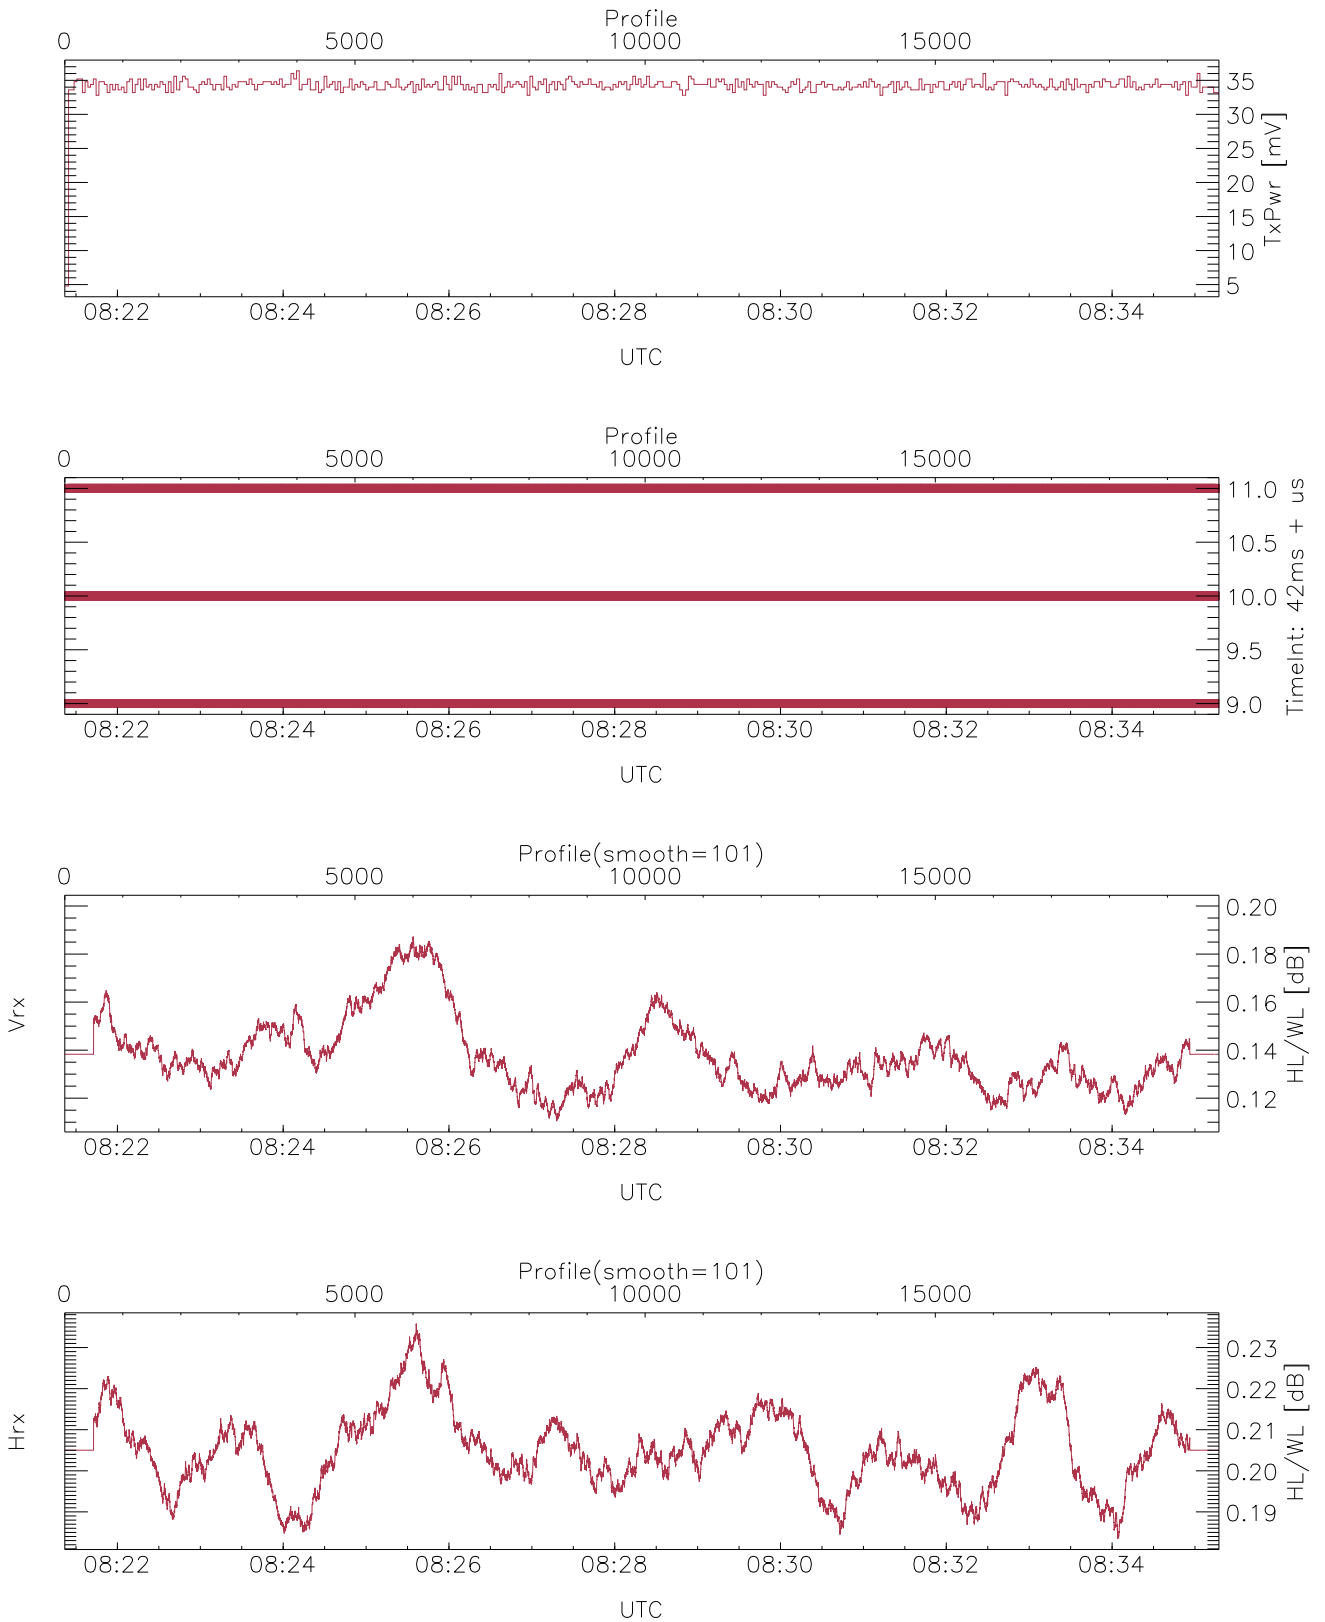 Profile
0 5000 10000 15000
35
30
25
20
15
10
5
TxPwr [mV]
08:22 08:24 08:26 08:28 08:30 08:32 08:34
UTC
Profile
0 5000 10000 15000
11.0
10.5
10.0
9.5
9.0
TimeInt: 42ms + us
08:22 08:24 08:26 08:28 08:30 08:32 08:34
UTC
Profile(smooth=101)
0 5000 10000 15000
Vrx
0.20
0.18
0.16
0.14
0.12
HL/WL [dB]
08:22 08:24 08:26 08:28 08:30 08:32 08:34
UTC
Profile(smooth=101)
0 5000 10000 15000
Hrx
0.23
0.22
0.21
0.20
0.19
HL/WL [dB]
08:22 08:24 08:26 08:28 08:30 08:32 08:34
UTC